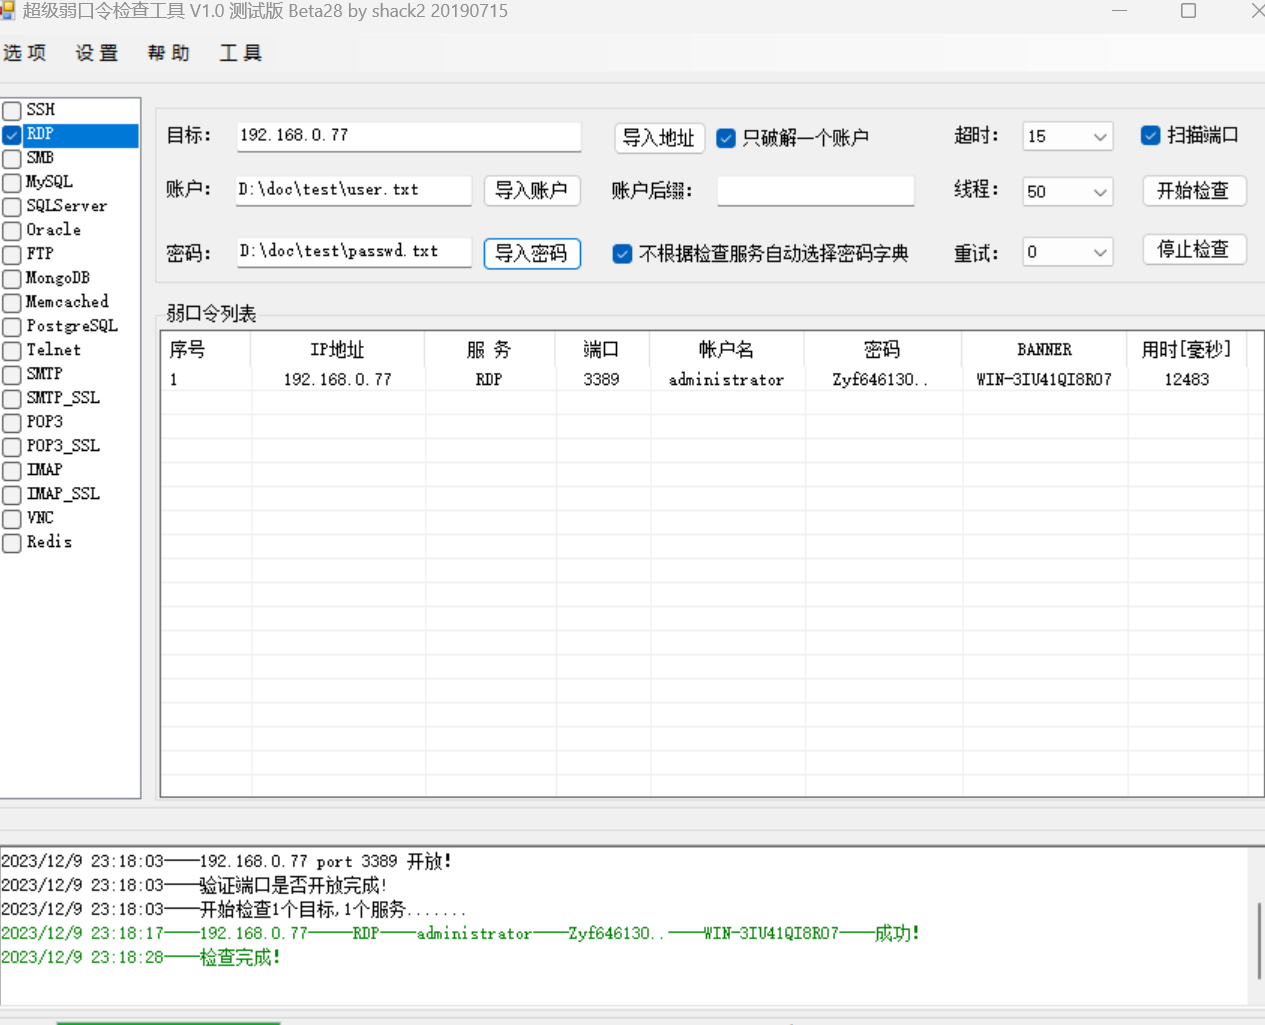 超级弱口令检查工具 V1.0 测试版 Beta28 by shack2 20190715
选 项 设 置 帮 助 工 具
SSH
RDP
SMB
MySQL
SQLServer
Oracle
FTP
MongoDB
Memcached
PostgreSQL
Telnet
SMTP
SMTP_SSL
POP3
POP3_SSL
IMAP
IMAP_SSL
VNC
Redis
目标: 192.168.0.77 导入地址 只破解一个账户 超时: 15 扫描端口
账户: D:\doc\test\user.txt 导入账户 账户后缀: 线程: 50 开始检查
密码: D:\doc\test\passwd.txt 导入密码 不根据检查服务自动选择密码字典 重试: 0 停止检查
弱口令列表
序号 IP地址 服 务 端口 帐户名 密码 BANNER 用时[毫秒]
1 192.168.0.77 RDP 3389 administrator Zyf646130.. WIN-3IU41QI8RO7 12483
2023/12/9 23:18:03——192.168.0.77 port 3389 开放!
2023/12/9 23:18:03——验证端口是否开放完成!
2023/12/9 23:18:03——开始检查1个目标,1个服务.......
2023/12/9 23:18:17——192.168.0.77——RDP——administrator——Zyf646130..——WIN-3IU41QI8RO7——成功!
2023/12/9 23:18:28——检查完成!